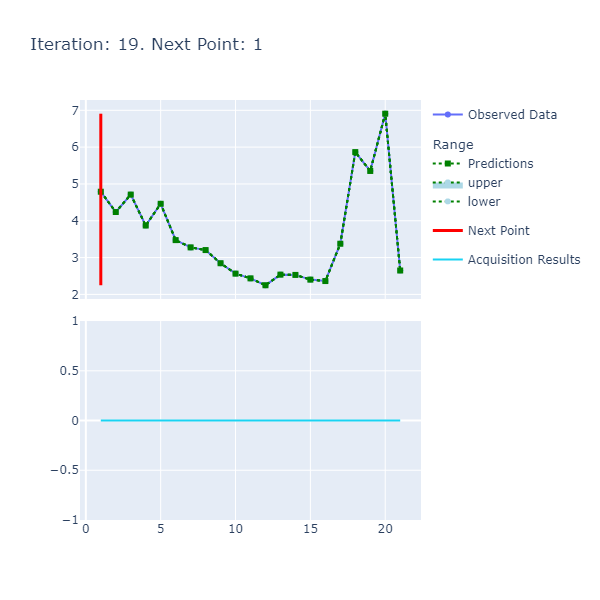 Iteration: 19. Next Point: 1
7
6
5
4
3
2
Observed Data
Range
Predictions
upper
lower
Next Point
Acquisition Results
1
0.5
0
−0.5
−1
0
5
10
15
20